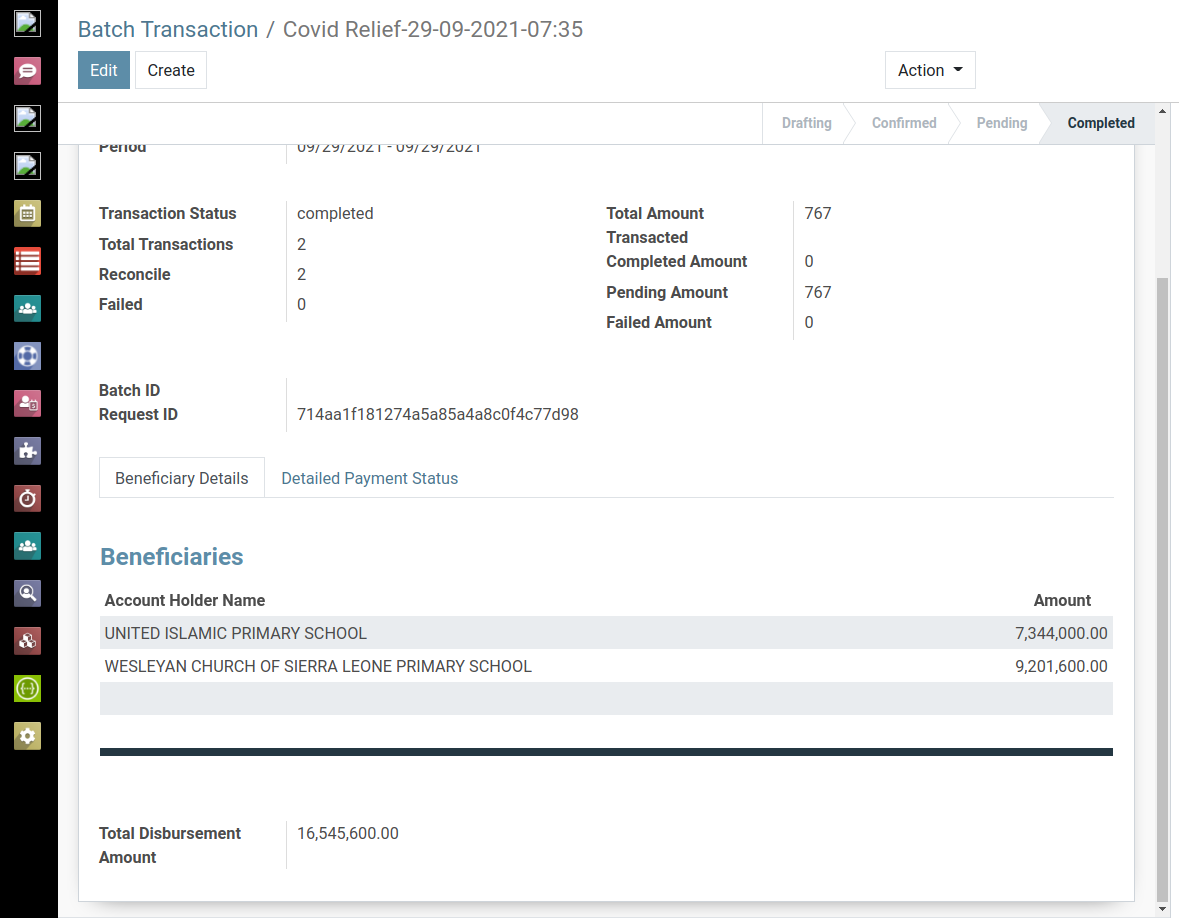 Batch Transaction / Covid Relief-29-09-2021-07:35
Edit Create Action
Drafting Confirmed Pending Completed
Period 09/29/2021 - 09/29/2021
Transaction Status completed
Total Transactions 2
Reconcile 2
Failed 0
Total Amount Transacted 767
Completed Amount 0
Pending Amount 767
Failed Amount 0
Batch ID
Request ID 714aa1f181274a5a85a4a8c0f4c77d98
Beneficiary Details Detailed Payment Status
Beneficiaries
Account Holder Name Amount
UNITED ISLAMIC PRIMARY SCHOOL 7,344,000.00
WESLEYAN CHURCH OF SIERRA LEONE PRIMARY SCHOOL 9,201,600.00
Total Disbursement 16,545,600.00
Amount